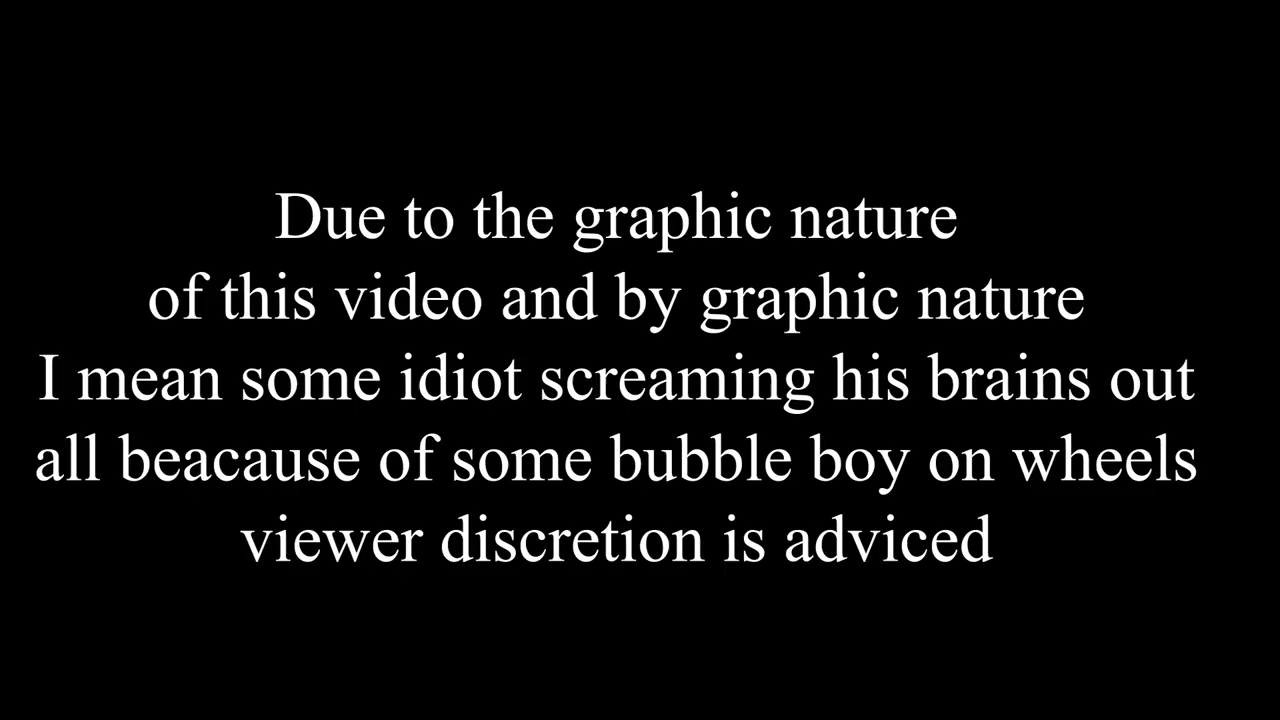 Due to the graphic nature
of this video and by graphic nature
I mean some idiot screaming his brains out
all beacause of some bubble boy on wheels
viewer discretion is adviced